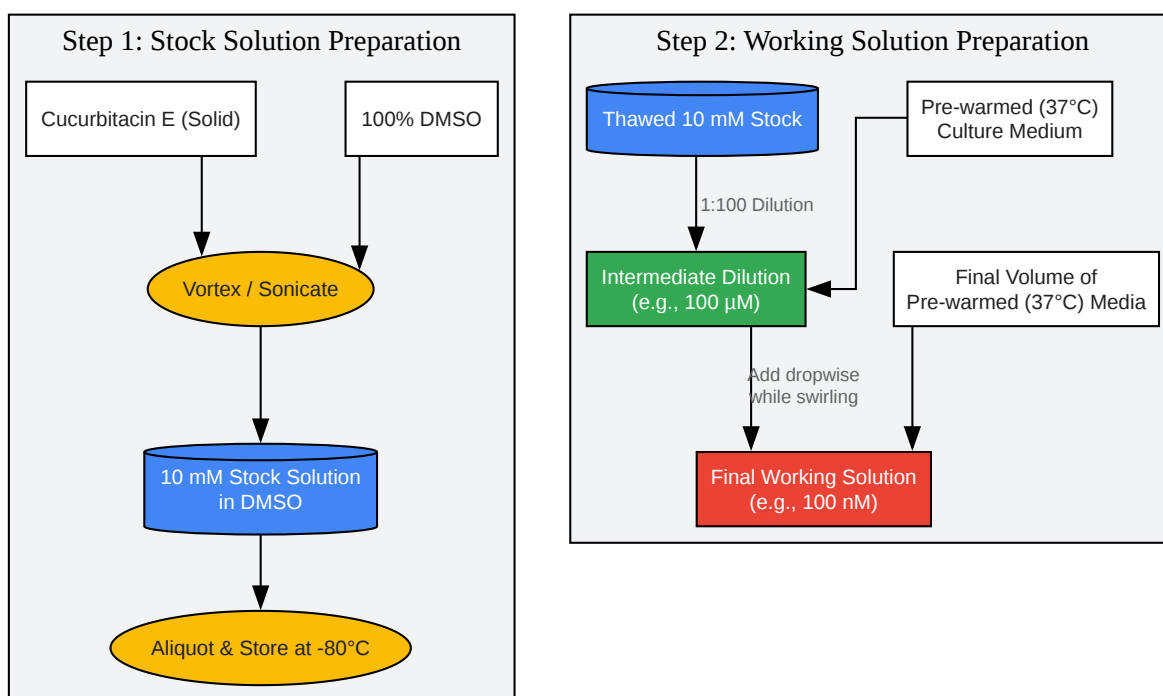 Step 1: Stock Solution Preparation
Cucurbitacin E (Solid)
100% DMSO
Vortex / Sonicate
10 mM Stock Solution
in DMSO
Aliquot & Store at -80°C
Step 2: Working Solution Preparation
Thawed 10 mM Stock
Pre-warmed (37°C)
Culture Medium
1:100 Dilution
Intermediate Dilution
(e.g., 100 µM)
Final Volume of
Pre-warmed (37°C) Media
Add dropwise
while swirling
Final Working Solution
(e.g., 100 nM)